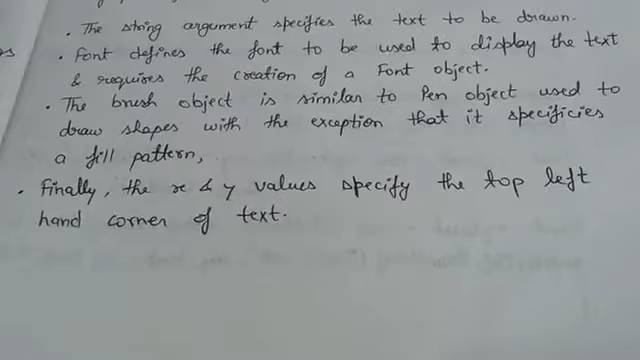 . The string argument specifies the text to be drawn.
. Font defines the font to be used to display the text
& requires the creation of a Font object.
. The brush object is similar to Pen object used to
draw shapes with the exception that it specificies
a fill pattern,
. Finally, the x & y values specify the top left
hand corner of text.